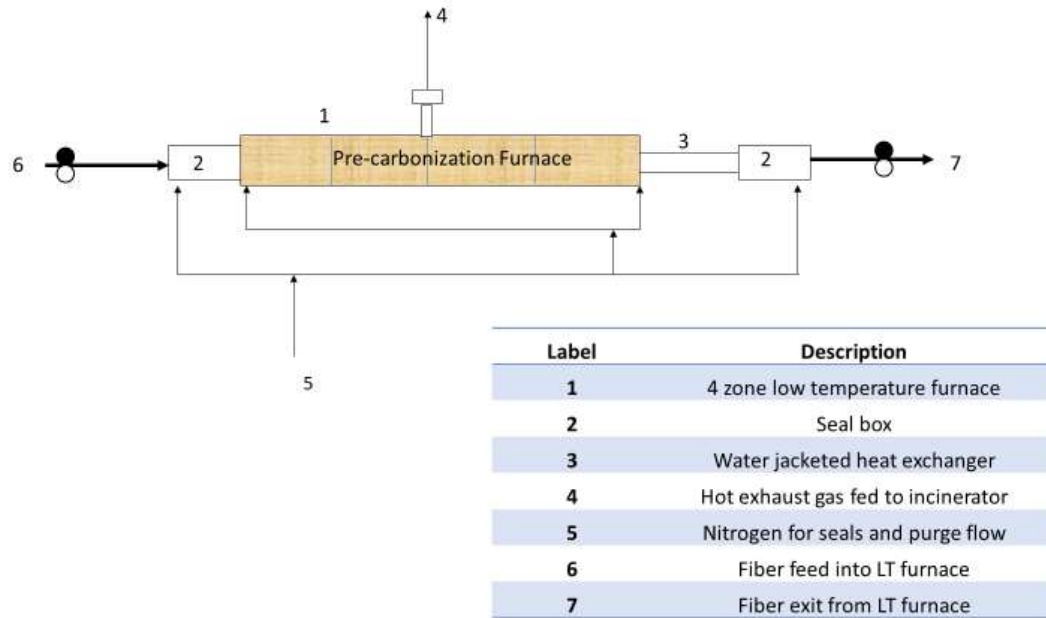 4
1
6
2
Pre-carbonization Furnace
3
2
7
5
Label Description
1 4 zone low temperature furnace
2 Seal box
3 Water jacketed heat exchanger
4 Hot exhaust gas fed to incinerator
5 Nitrogen for seals and purge flow
6 Fiber feed into LT furnace
7 Fiber exit from LT furnace